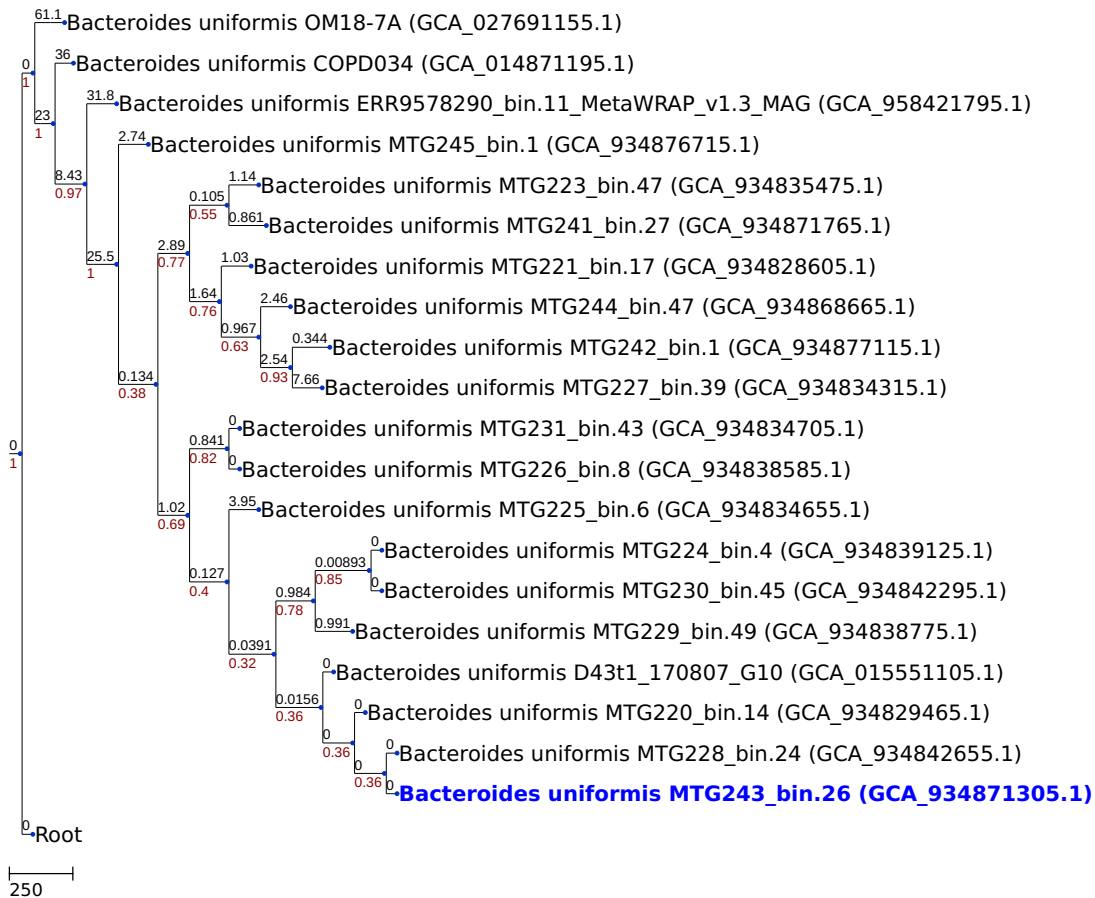 61.1 Bacteroides uniformis OM18-7A (GCA_027691155.1)
36 Bacteroides uniformis COPD034 (GCA_014871195.1)
0
1
31.8 Bacteroides uniformis ERR9578290_bin.11_MetaWRAP_v1.3_MAG (GCA_958421795.1)
23
1
2.74 Bacteroides uniformis MTG245_bin.1 (GCA_934876715.1)
8.43
0.97
1.14 Bacteroides uniformis MTG223_bin.47 (GCA_934835475.1)
0.105
0.55
0.861 Bacteroides uniformis MTG241_bin.27 (GCA_934871765.1)
2.89
0.77
25.5
1
1.03 Bacteroides uniformis MTG221_bin.17 (GCA_934828605.1)
1.64
0.76
2.46 Bacteroides uniformis MTG244_bin.47 (GCA_934868665.1)
0.967
0.63
0.344 Bacteroides uniformis MTG242_bin.1 (GCA_934877115.1)
2.54
0.93
0.134
0.38
7.66 Bacteroides uniformis MTG227_bin.39 (GCA_934834315.1)
0 Bacteroides uniformis MTG231_bin.43 (GCA_934834705.1)
0.841
0.82
0
1
0 Bacteroides uniformis MTG226_bin.8 (GCA_934838585.1)
3.95 Bacteroides uniformis MTG225_bin.6 (GCA_934834655.1)
1.02
0.69
0 Bacteroides uniformis MTG224_bin.4 (GCA_934839125.1)
0.00893
0.85
0.127
0.4
0 Bacteroides uniformis MTG230_bin.45 (GCA_934842295.1)
0.984
0.78
0.991 Bacteroides uniformis MTG229_bin.49 (GCA_934838775.1)
0.0391
0.32
0 Bacteroides uniformis D43t1_170807_G10 (GCA_015551105.1)
0.0156
0.36
0 Bacteroides uniformis MTG220_bin.14 (GCA_934829465.1)
0
0.36
0 Bacteroides uniformis MTG228_bin.24 (GCA_934842655.1)
0
0.36
0 Bacteroides uniformis MTG243_bin.26 (GCA_934871305.1)
0 Root
250